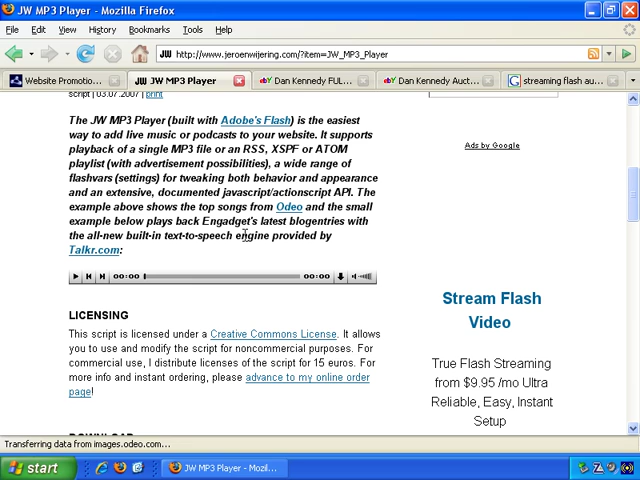 JW MP3 Player - Mozilla Firefox
File Edit View History Bookmarks Tools Help
JW http://www.jeroenwijering.com/?item=JW_MP3_Player
Website Promotio... JW JW MP3 Player ebY Dan Kennedy FUL... ebY Dan Kennedy Auct... G streaming flash au...
script | 03.07.2007 | print
The JW MP3 Player (built with Adobe's Flash) is the easiest
way to add live music or podcasts to your website. It supports
playback of a single MP3 file or an RSS, XSPF or ATOM
playlist (with advertisement possibilities), a wide range of
flashvars (settings) for tweaking both behavior and appearance
and an extensive, documented javascript/actionscript API. The
example above shows the top songs from Odeo and the small
example below plays back Engadget's latest blogentries with
the all-new built-in text-to-speech engine provided by
Talkr.com:
00:00 00:00
LICENSING
This script is licensed under a Creative Commons License. It allows
you to use and modify the script for noncommercial purposes. For
commercial use, I distribute licenses of the script for 15 euros. For
more info and instant ordering, please advance to my online order
page!
Ads by Google
Stream Flash
Video
True Flash Streaming
from $9.95 /mo Ultra
Reliable, Easy, Instant
Setup
Transferring data from images.odeo.com...
start JW MP3 Player - Mozil...